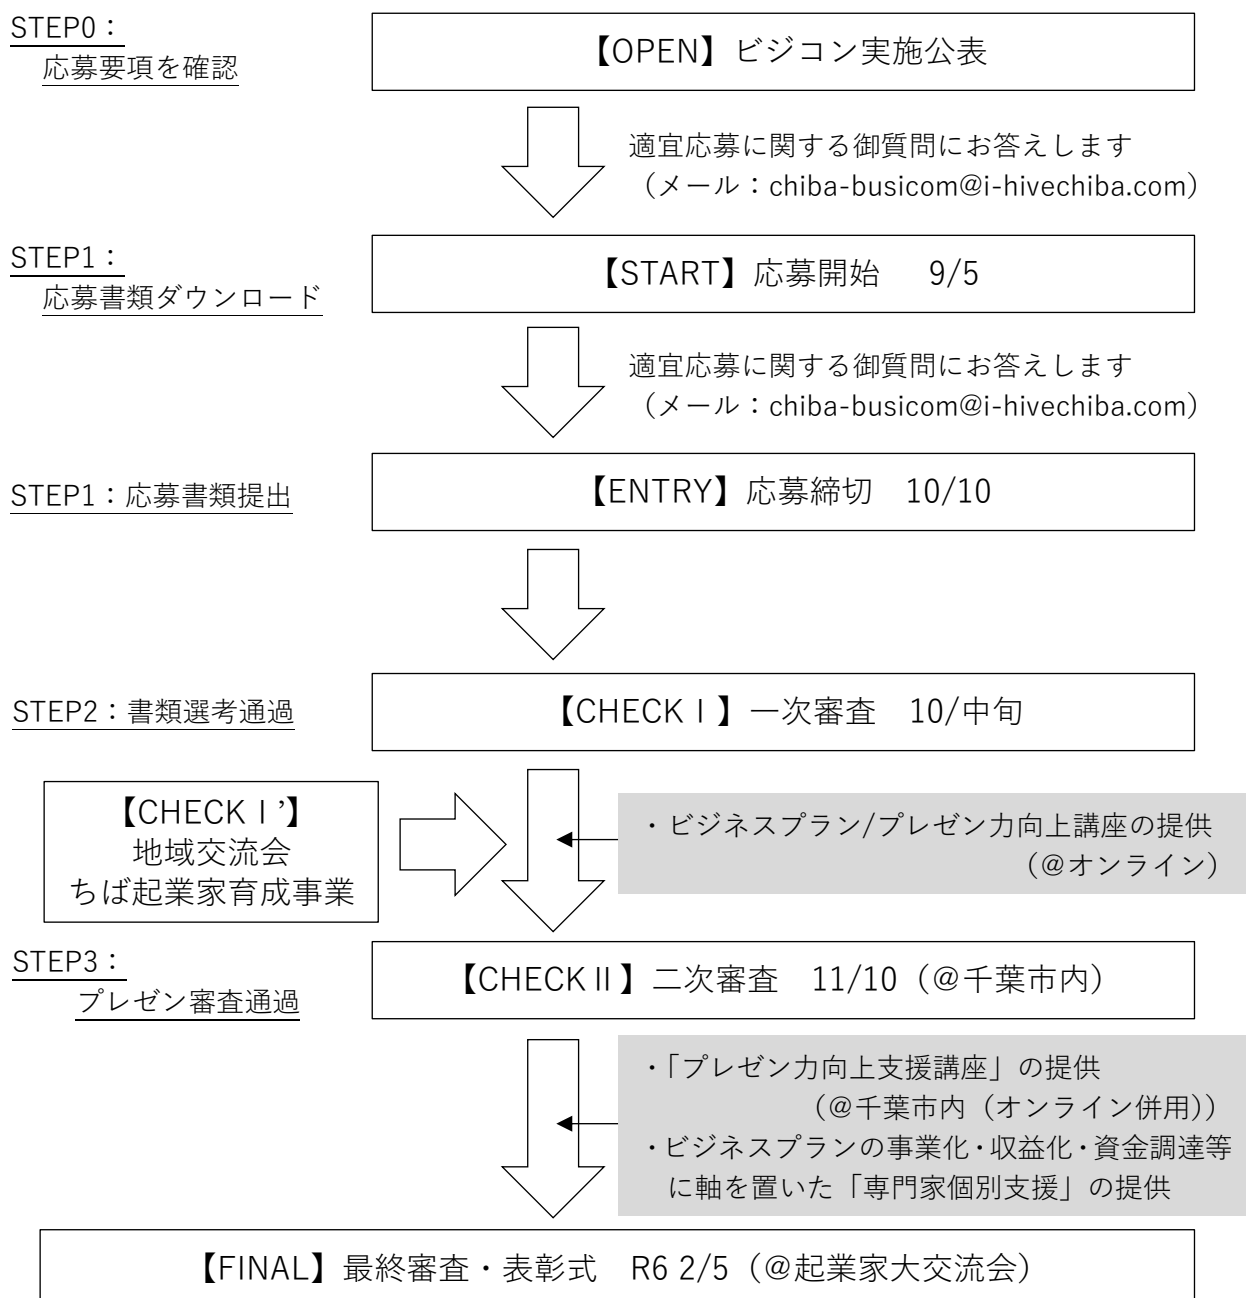 STEP0：
応募要項を確認
【OPEN】ビジコン実施公表
適宜応募に関する御質問にお答えします
（メール：chiba-busicom@i-hivechiba.com）
STEP1：
応募書類ダウンロード
【START】応募開始　9/5
適宜応募に関する御質問にお答えします
（メール：chiba-busicom@i-hivechiba.com）
STEP1：応募書類提出
【ENTRY】応募締切　10/10
STEP2：書類選考通過
【CHECKⅠ】一次審査　10/中旬
【CHECKⅠ’】
地域交流会
ちば起業家育成事業
・ビジネスプラン/プレゼン力向上講座の提供
（@オンライン）
STEP3：
プレゼン審査通過
【CHECKⅡ】二次審査　11/10（@千葉市内）
・「プレゼン力向上支援講座」の提供
（@千葉市内（オンライン併用））
・ビジネスプランの事業化・収益化・資金調達等
に軸を置いた「専門家個別支援」の提供
【FINAL】最終審査・表彰式　R6 2/5（@起業家大交流会）